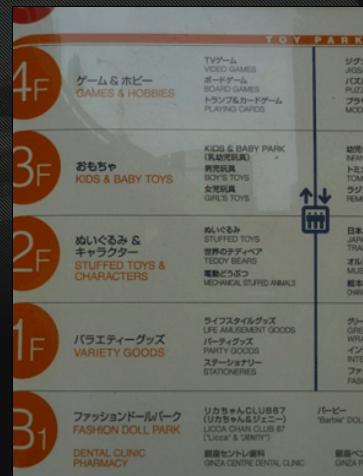 TOY PARK
4F
ゲーム & ホビー
GAMES & HOBBIES
TVゲーム
VIDEO GAMES
ボードゲーム
BOARD GAMES
トランプ&カードゲーム
PLAYING CARDS
3F
おもちゃ
KIDS & BABY TOYS
KIDS & BABY PARK
(乳幼児玩具)
男児玩具
BOY'S TOYS
女児玩具
GIRL'S TOYS
2F
ぬいぐるみ &
キャラクター
STUFFED TOYS &
CHARACTERS
ぬいぐるみ
STUFFED TOYS
世界のテディベア
TEDDY BEARS
電動どうぶつ
MECHANICAL STUFFED ANIMALS
1F
バラエティーグッズ
VARIETY GOODS
ライフスタイルグッズ
LIFE AMUSEMENT GOODS
パーティグッズ
PARTY GOODS
ステーショナリー
STATIONERIES
B1
ファッションドールパーク
FASHION DOLL PARK
リカちゃんCLUB67
(リカちゃん&ジェニー)
LICCA CHAN CLUB 67
("Licca" & "JENNY")
バービー
"Barbie" DOL
DENTAL CLINIC
PHARMACY
銀座セントレ歯科
GINZA CENTRE DENTAL CLINIC